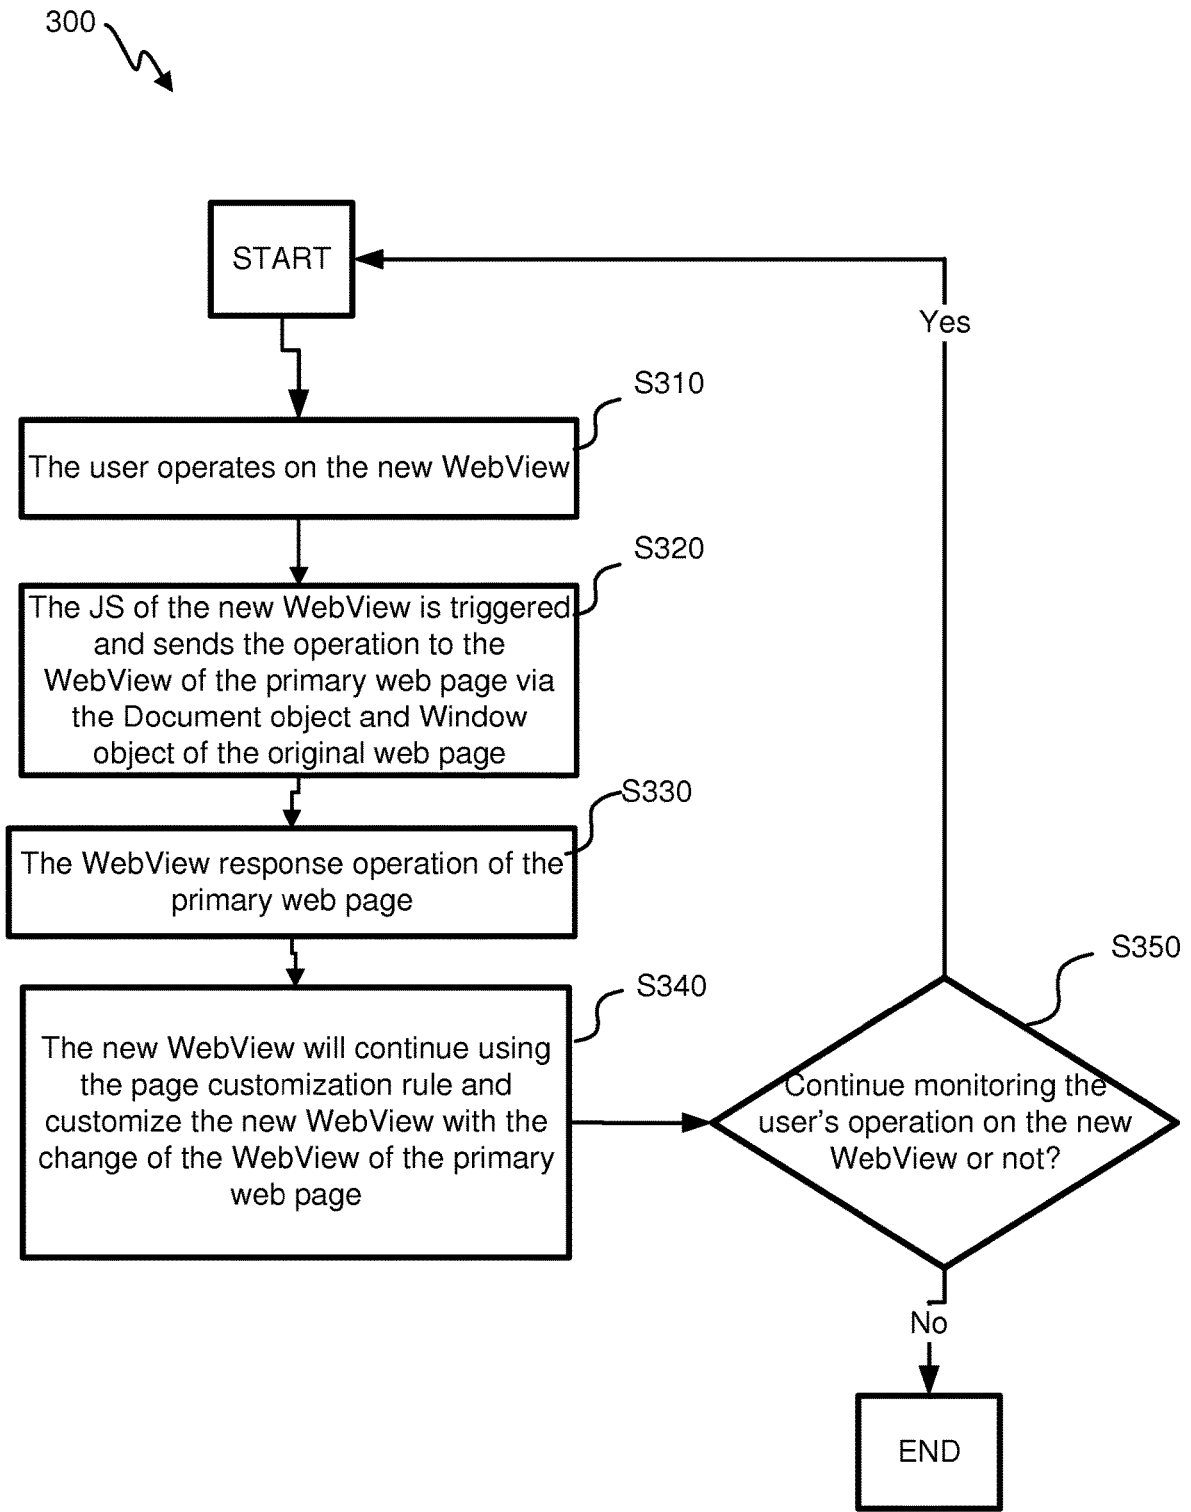 300
START
Yes
S310
The user operates on the new WebView
S320
The JS of the new WebView is triggered
and sends the operation to the
WebView of the primary web page via
the Document object and Window
object of the original web page
S330
The WebView response operation of the
primary web page
S340
The new WebView will continue using
the page customization rule and
customize the new WebView with the
change of the WebView of the primary
web page
S350
Continue monitoring the
user's operation on the new
WebView or not?
No
END